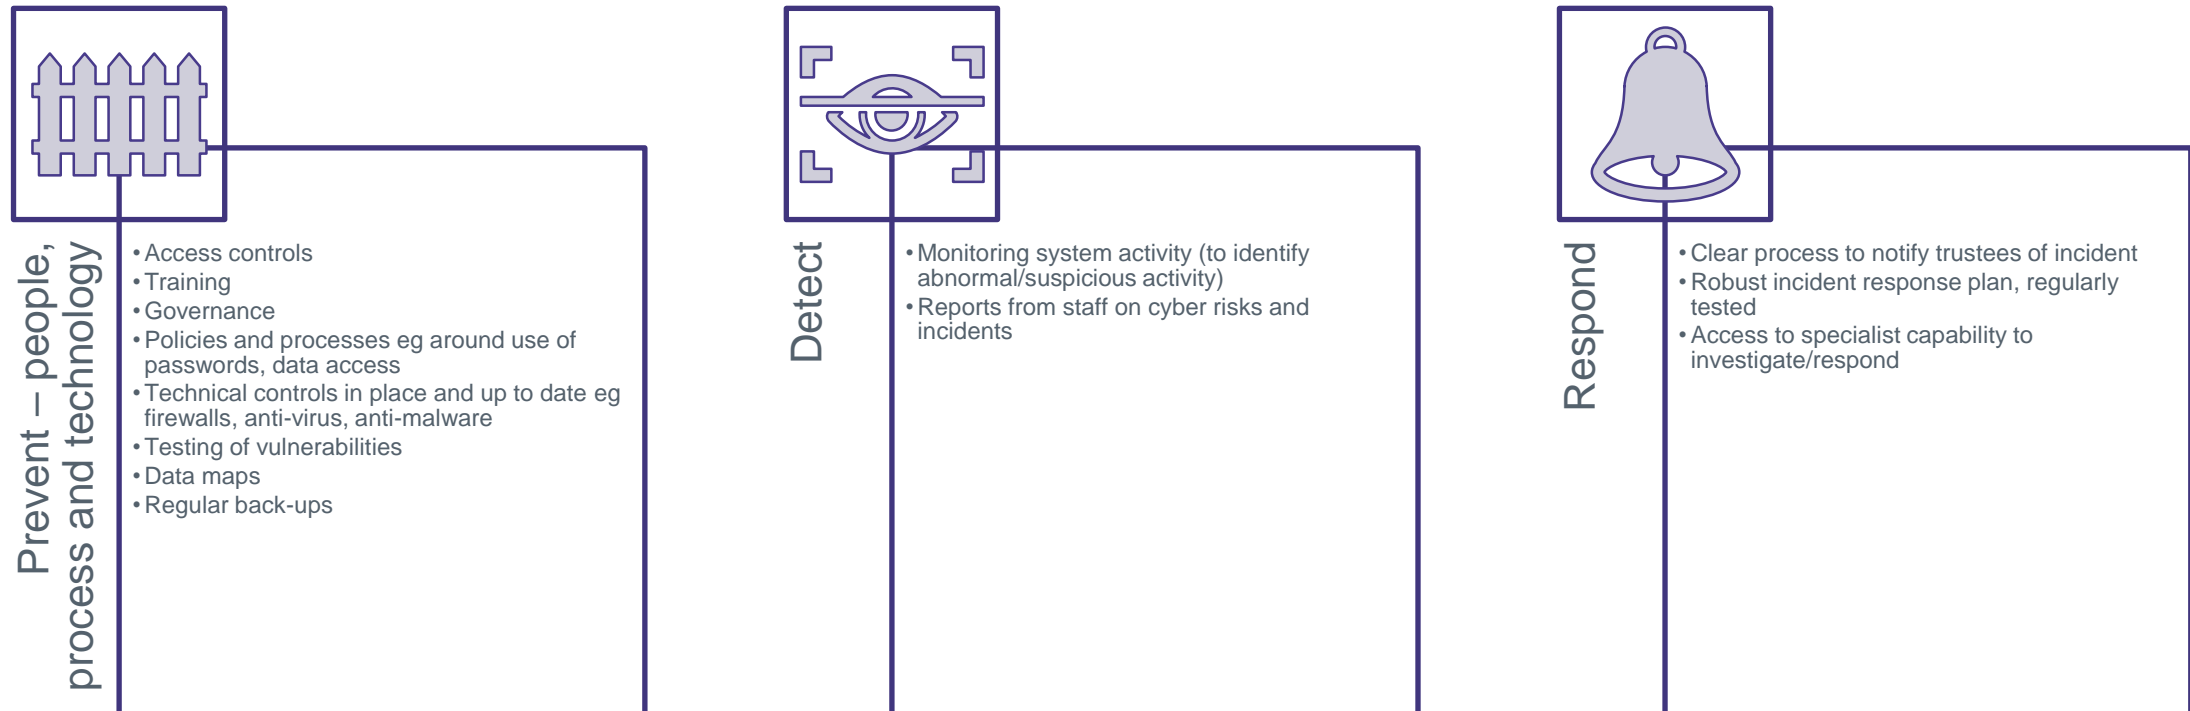 Prevent – people,
process and technology
•Access controls
•Training
•Governance
•Policies and processes eg around use of
passwords, data access
•Technical controls in place and up to date eg
firewalls, anti-virus, anti-malware
•Testing of vulnerabilities
•Data maps
•Regular back-ups
Detect
•Monitoring system activity (to identify
abnormal/suspicious activity)
•Reports from staff on cyber risks and
incidents
Respond
•Clear process to notify trustees of incident
•Robust incident response plan, regularly
tested
•Access to specialist capability to
investigate/respond